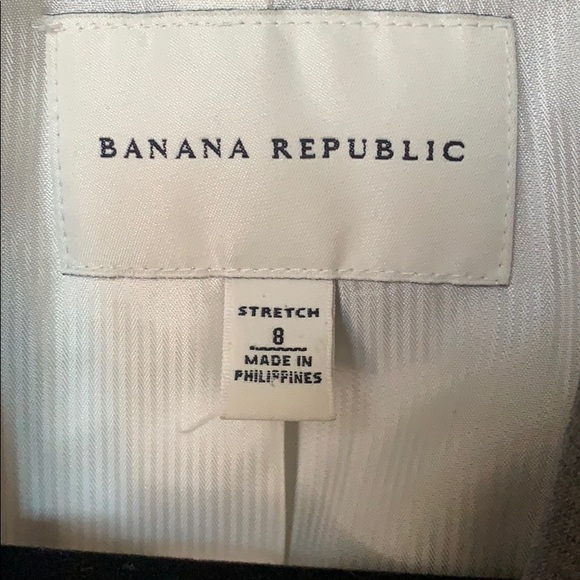 BANANA REPUBLIC
STRETCH
8
MADE IN
PHILIPPINES